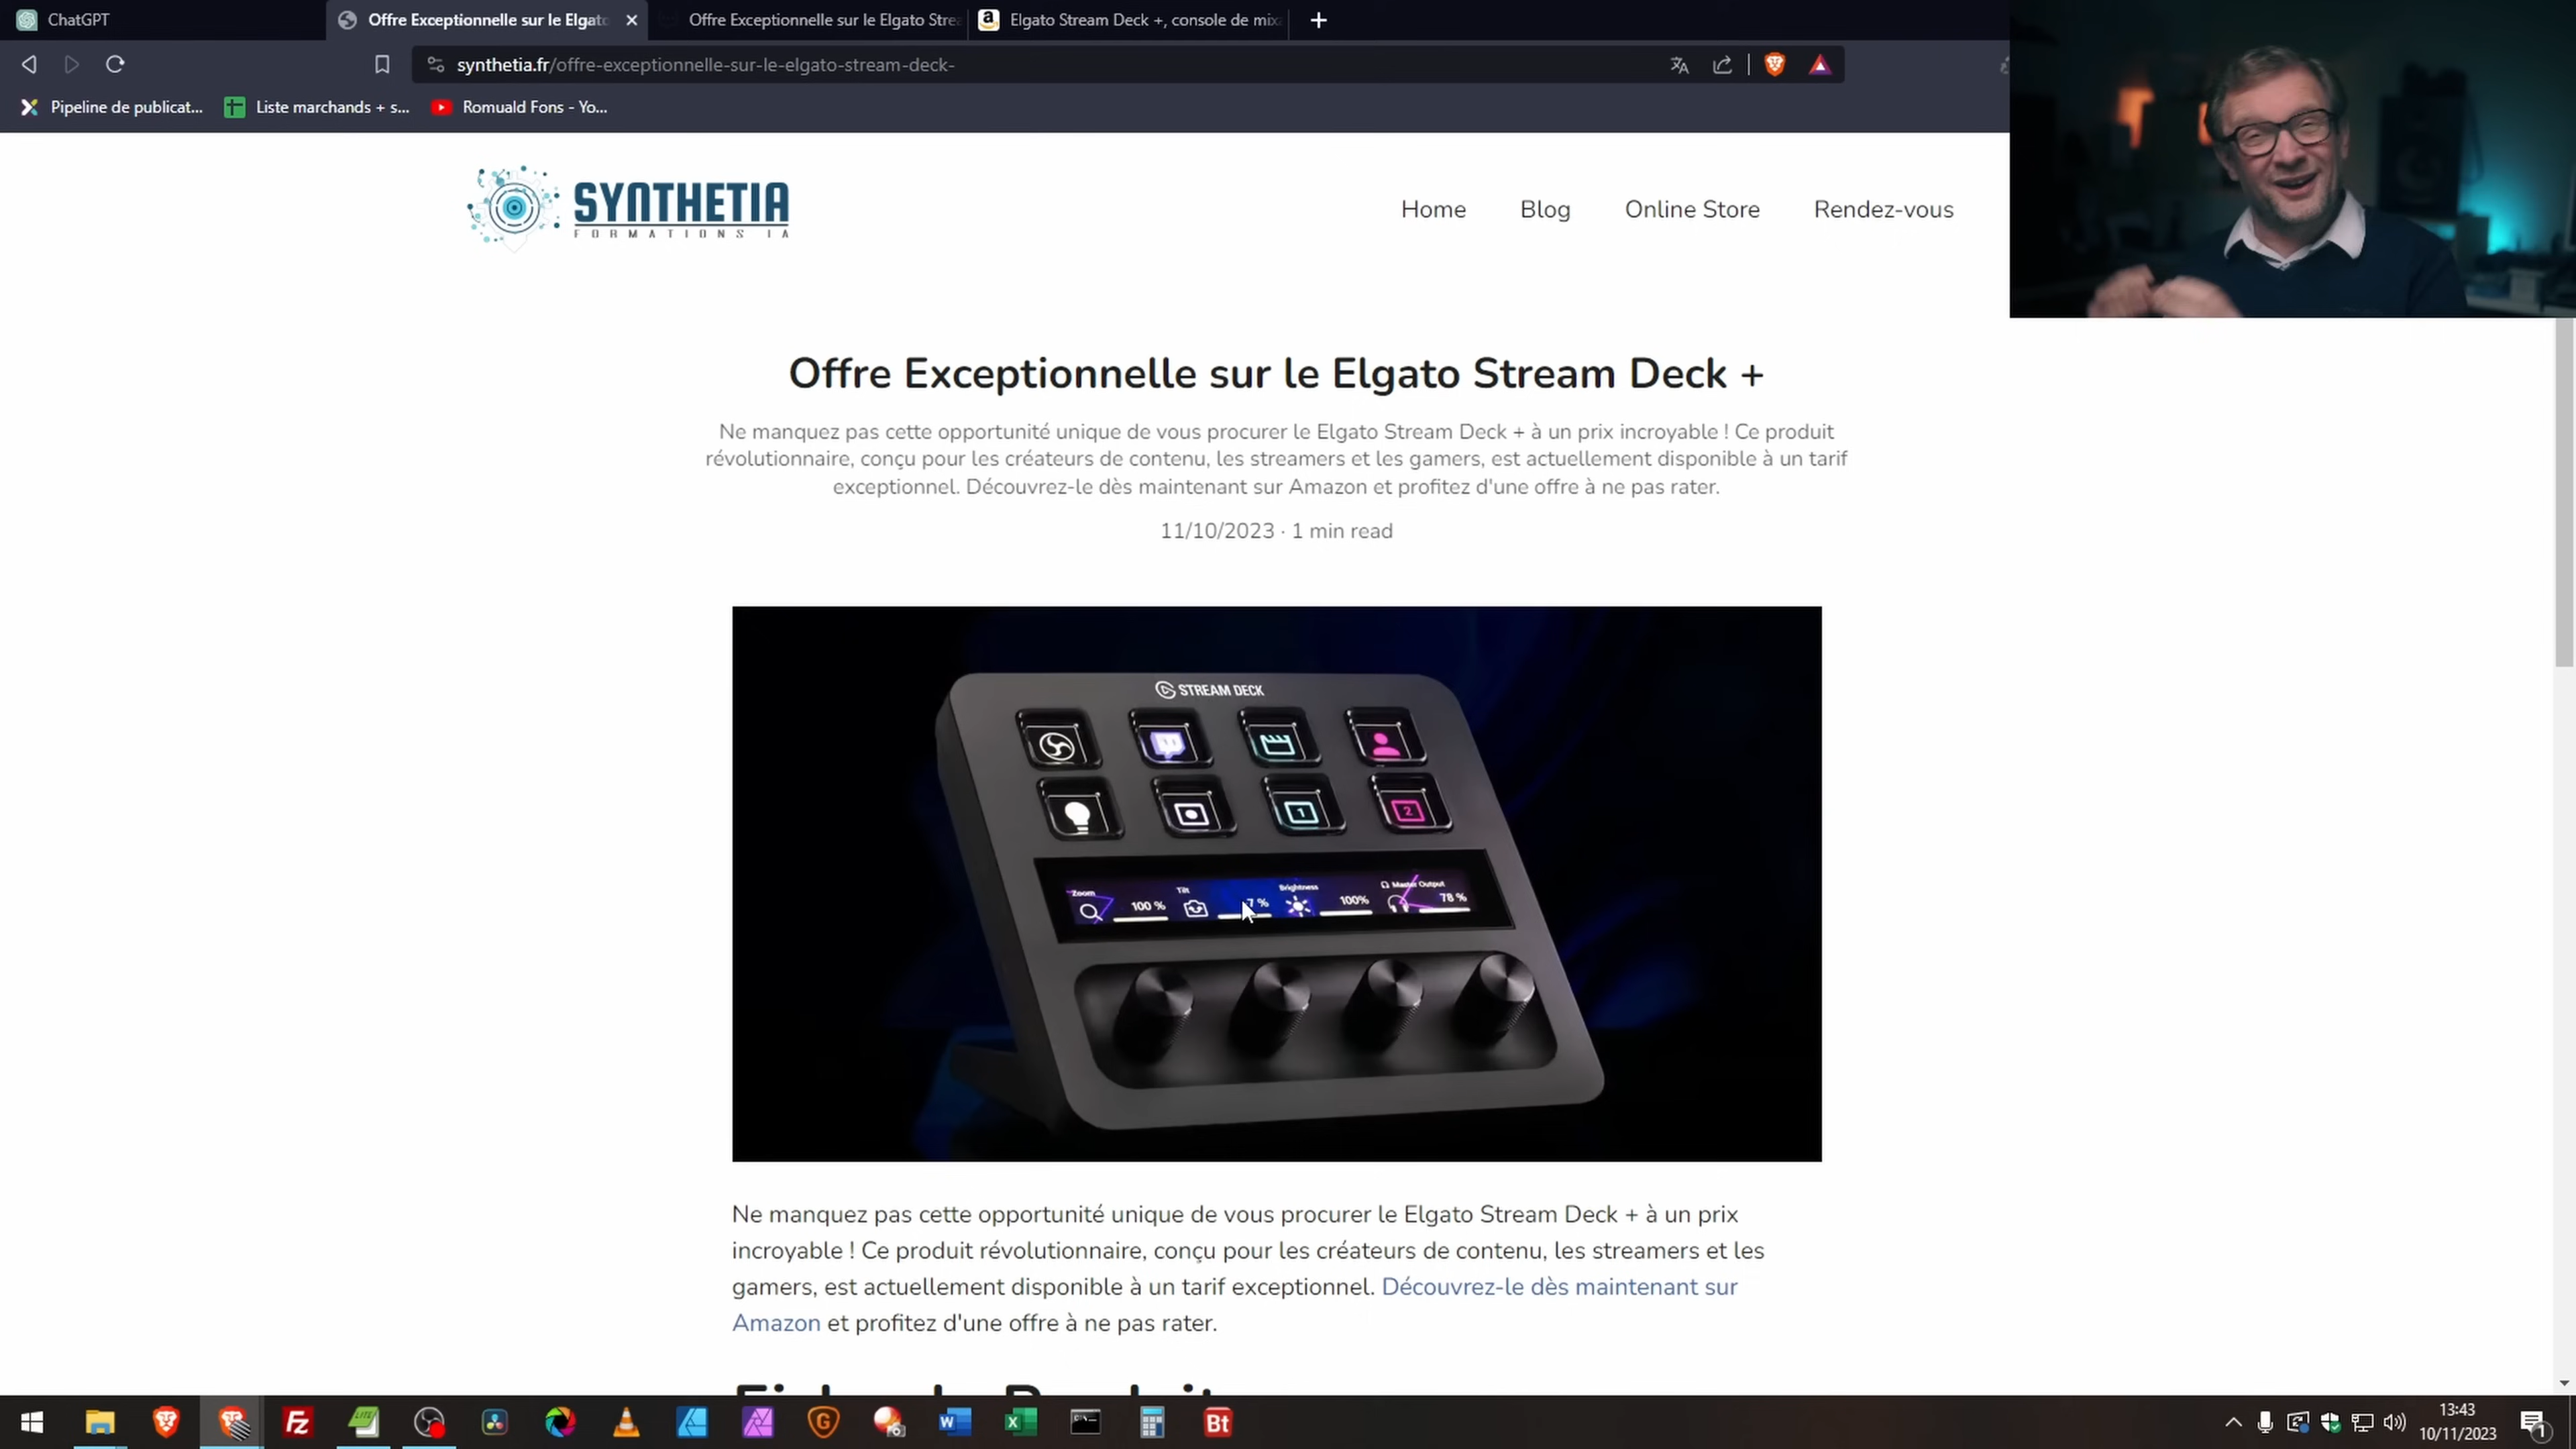 ChatGPT
Offre Exceptionnelle sur le Elgato
Offre Exceptionnelle sur le Elgato Stre
Elgato Stream Deck +, console de mix
synthetia.fr/offre-exceptionnelle-sur-le-elgato-stream-deck-
Pipeline de publicat...
Liste marchands + s...
Romuald Fons - Yo...
SYNTHETIA
FORMATIONS IA
Home
Blog
Online Store
Rendez-vous
Offre Exceptionnelle sur le Elgato Stream Deck +
Ne manquez pas cette opportunité unique de vous procurer le Elgato Stream Deck + à un prix incroyable ! Ce produit
révolutionnaire, conçu pour les créateurs de contenu, les streamers et les gamers, est actuellement disponible à un tarif
exceptionnel. Découvrez-le dès maintenant sur Amazon et profitez d'une offre à ne pas rater.
11/10/2023 · 1 min read
STREAM DECK
1
2
Zoom
100 %
Tilt
7 %
Brightness
100%
Master Output
78 %
Ne manquez pas cette opportunité unique de vous procurer le Elgato Stream Deck + à un prix
incroyable ! Ce produit révolutionnaire, conçu pour les créateurs de contenu, les streamers et les
gamers, est actuellement disponible à un tarif exceptionnel. Découvrez-le dès maintenant sur
Amazon et profitez d'une offre à ne pas rater.
Fz
LITE
G
W
X
Bt
13:43
10/11/2023
1